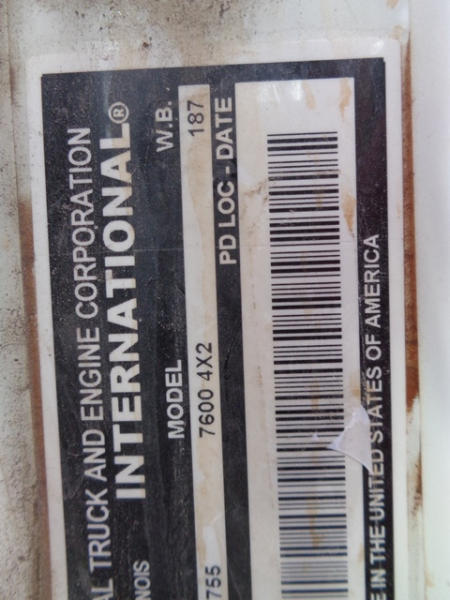 AL TRUCK AND ENGINE CORPORATION
INTERNATIONAL®
NOIS
MODEL
W.B.
755
7600 4X2
187
PD LOC - DATE
E IN THE UNITED STATES OF AMERICA